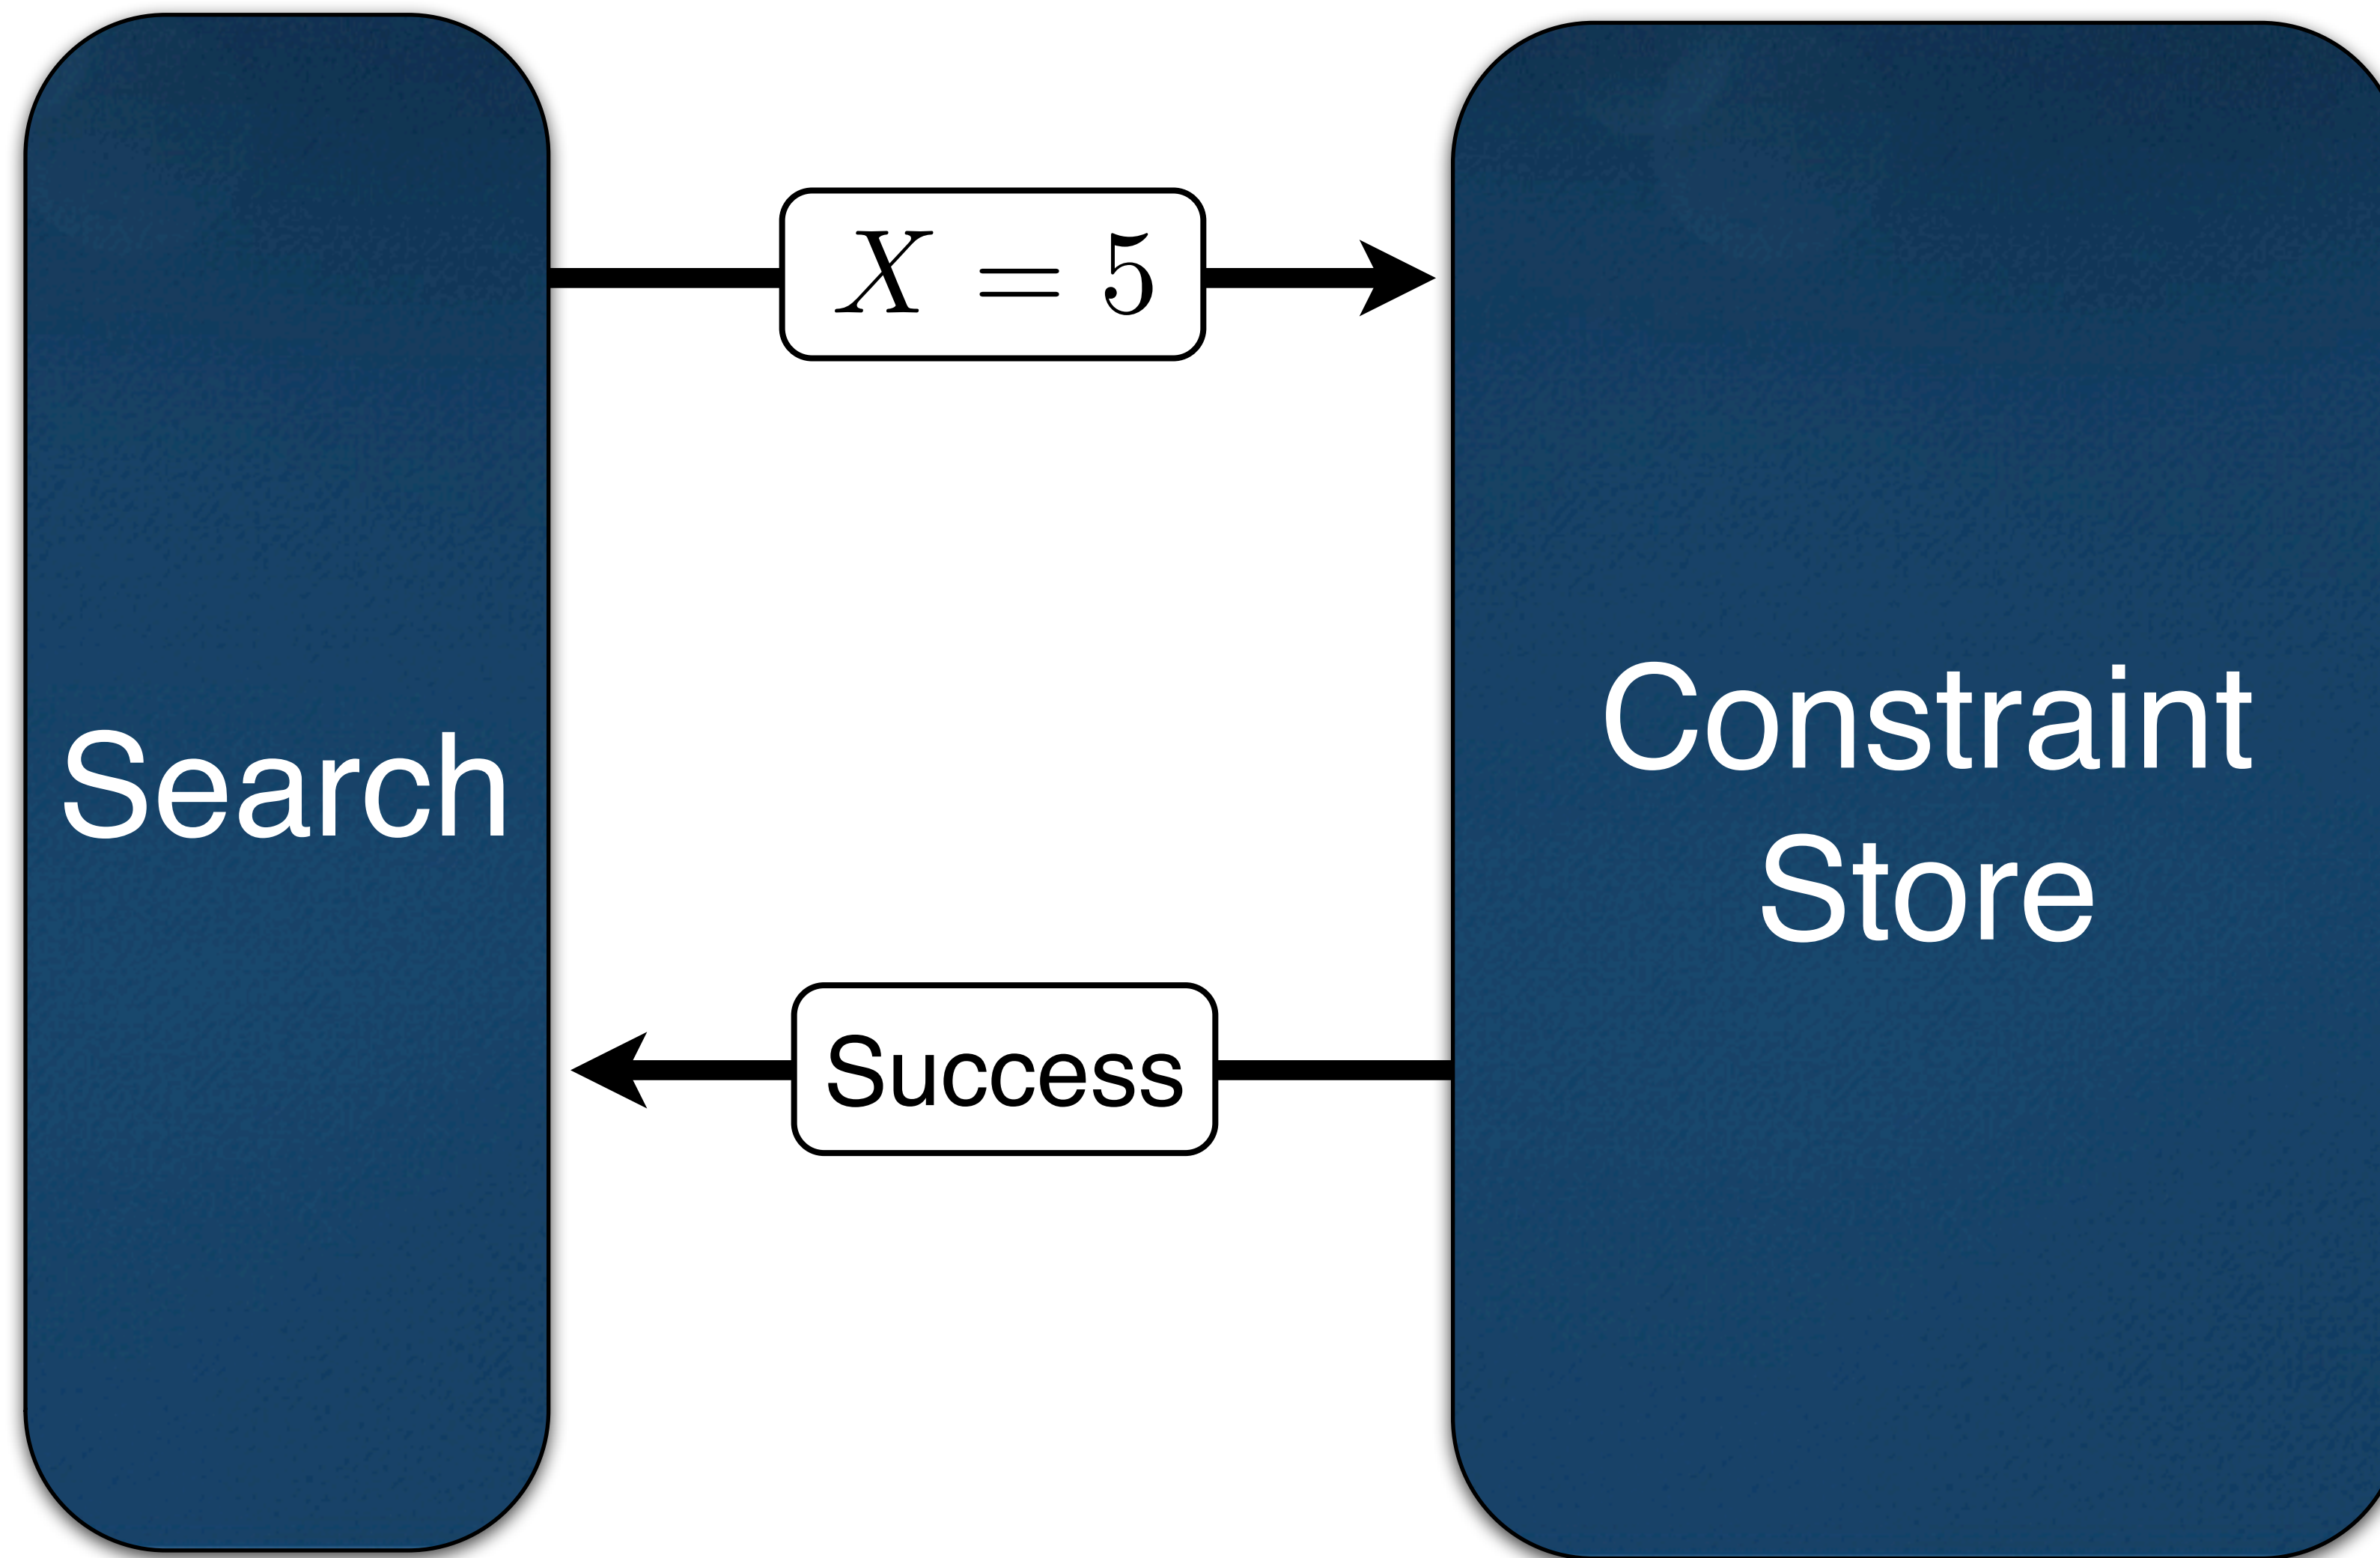 X = 5
Search
Constraint
Store
Success